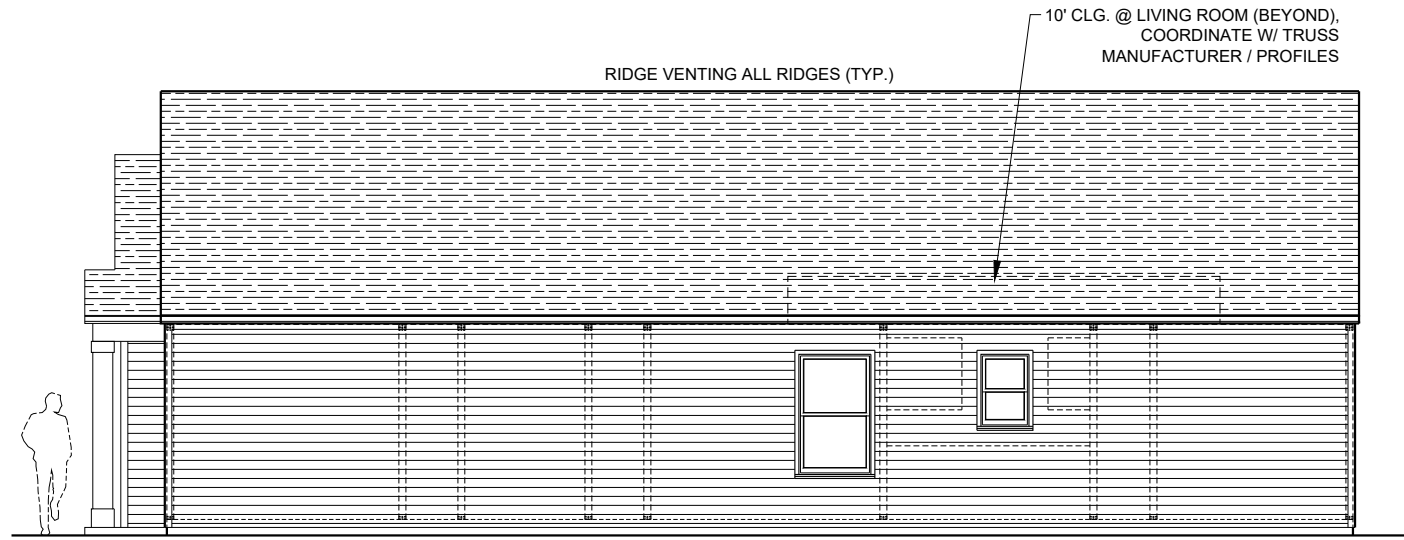 10' CLG. @ LIVING ROOM (BEYOND),
COORDINATE W/ TRUSS
MANUFACTURER / PROFILES
RIDGE VENTING ALL RIDGES (TYP.)